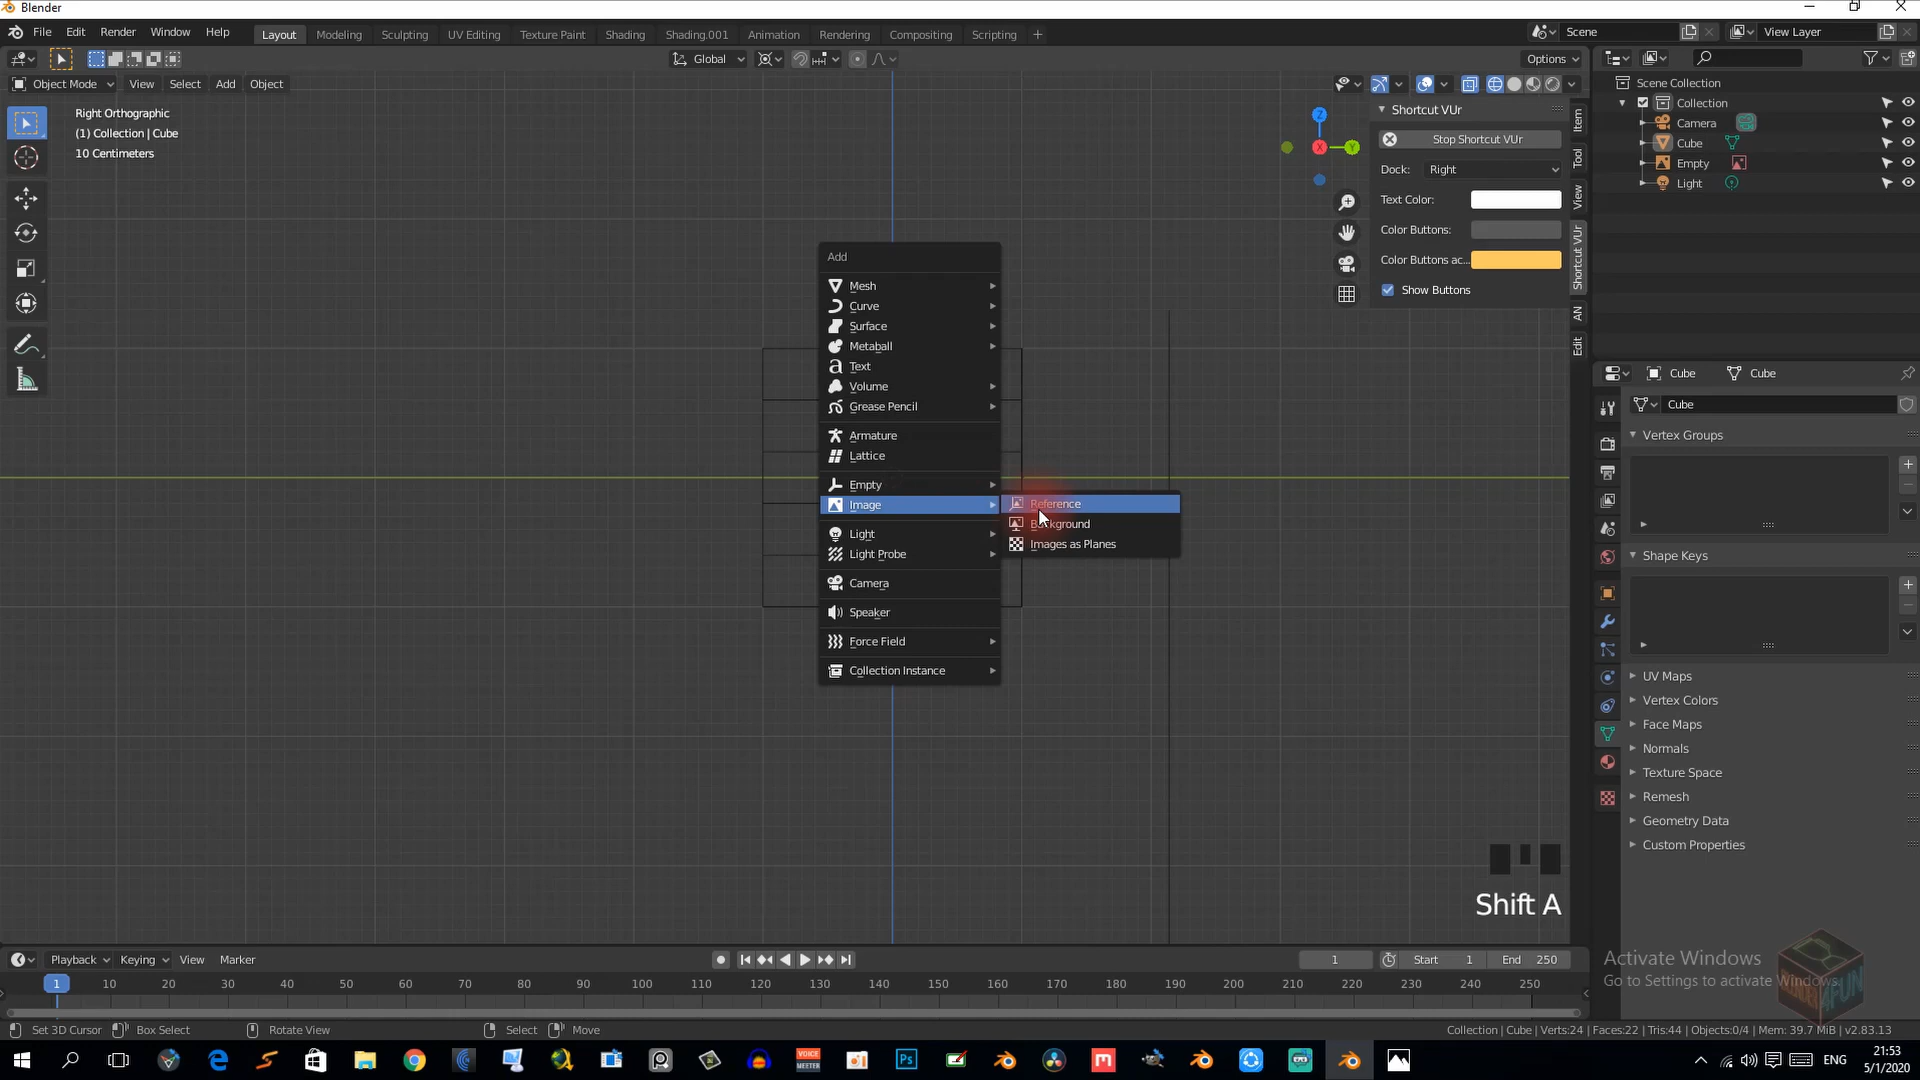 Blender
File Edit Render Window Help Layout Modeling Sculpting UV Editing Texture Paint Shading Shading.001 Animation Rendering Compositing Scripting + Scene View Layer
Global Options
Object Mode View Select Add Object
Right Orthographic
(1) Collection | Cube
10 Centimeters
Z
X
Y
Shortcut VUr
Stop Shortcut VUr
Dock: Right
Text Color:
Color Buttons:
Color Buttons ac...
Show Buttons
Item
Tool
View
Shortcut VUr
AN
Edit
Scene Collection
Collection
Camera
Cube
Empty
Light
Add
Mesh
Curve
Surface
Metaball
Text
Volume
Grease Pencil
Armature
Lattice
Empty
Image
Light
Light Probe
Camera
Speaker
Force Field
Collection Instance
Reference
Background
Images as Planes
Cube Cube
Cube
Vertex Groups
Shape Keys
UV Maps
Vertex Colors
Face Maps
Normals
Texture Space
Remesh
Geometry Data
Custom Properties
Shift A
Playback Keying View Marker 1 Start 1 End 250
1 10 20 30 40 50 60 70 80 90 100 110 120 130 140 150 160 170 180 190 200 210 220 230 240 250
Activate Windows
Go to Settings to activate Windows.
Set 3D Cursor Box Select Rotate View Select Move Collection | Cube | Verts:24 | Faces:22 | Tris:44 | Objects:0/4 | Mem: 39.7 MiB | v2.83.13
VOICE
MEETER
Ps
ENG
21:53
5/1/2020